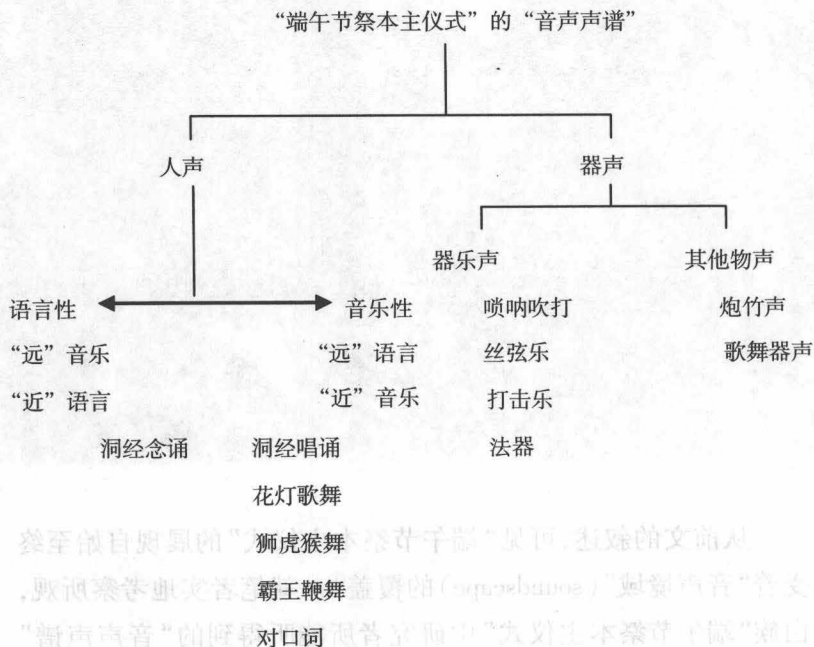 “端午节祭本主仪式”的“音声声谱”
人声 器声
器乐声 其他物声
语言性 音乐性 唢呐吹打 炮竹声
“远”音乐 “远”语言 丝弦乐 歌舞器声
“近”语言 “近”音乐 打击乐
洞经念诵 洞经唱诵 法器
花灯歌舞
狮虎猴舞
霸王鞭舞
对口词